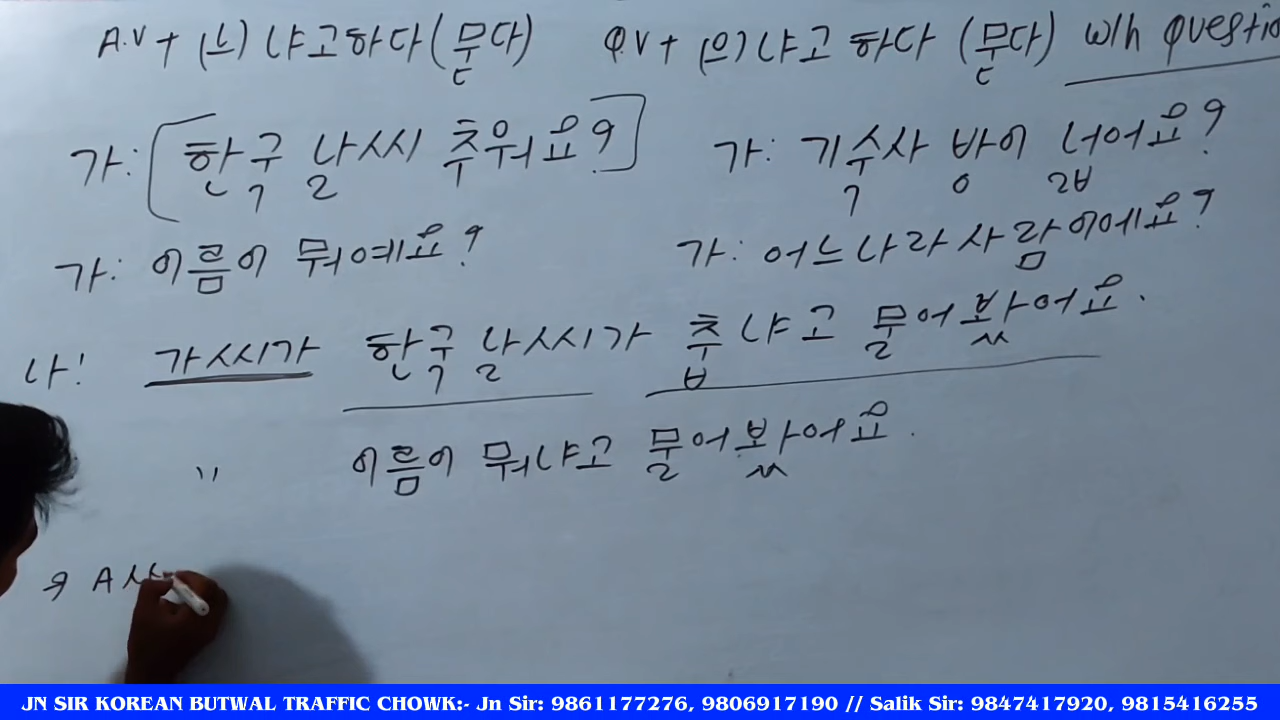 A.V + (느)냐고하다(묻다) Q.V + (으)냐고하다 (묻다) w/h questio
가: [한국 날씨 추워요?] 가: 기숙사 방이 넓어요?
가: 이름이 뭐예요? 가: 어느나라 사람이에요?
나: 가씨가 한국 날씨가 춥냐고 물어봤어요.
" 이름이 뭐냐고 물어봤어요.
→ A
JN SIR KOREAN BUTWAL TRAFFIC CHOWK:- Jn Sir: 9861177276, 9806917190 // Salik Sir: 9847417920, 9815416255